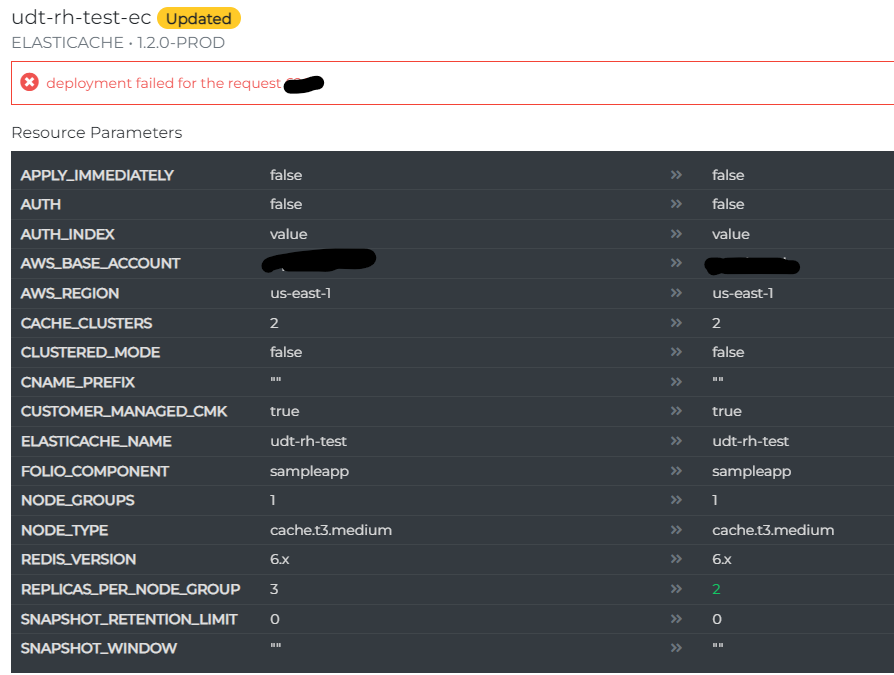 udt-rh-test-ec Updated
ELASTICACHE • 1.2.0-PROD
deployment failed for the request
Resource Parameters
APPLY_IMMEDIATELY false » false
AUTH false » false
AUTH_INDEX value » value
AWS_BASE_ACCOUNT »
AWS_REGION us-east-1 » us-east-1
CACHE_CLUSTERS 2 » 2
CLUSTERED_MODE false » false
CNAME_PREFIX "" » ""
CUSTOMER_MANAGED_CMK true » true
ELASTICACHE_NAME udt-rh-test » udt-rh-test
FOLIO_COMPONENT sampleapp » sampleapp
NODE_GROUPS 1 » 1
NODE_TYPE cache.t3.medium » cache.t3.medium
REDIS_VERSION 6.x » 6.x
REPLICAS_PER_NODE_GROUP 3 » 2
SNAPSHOT_RETENTION_LIMIT 0 » 0
SNAPSHOT_WINDOW "" » ""